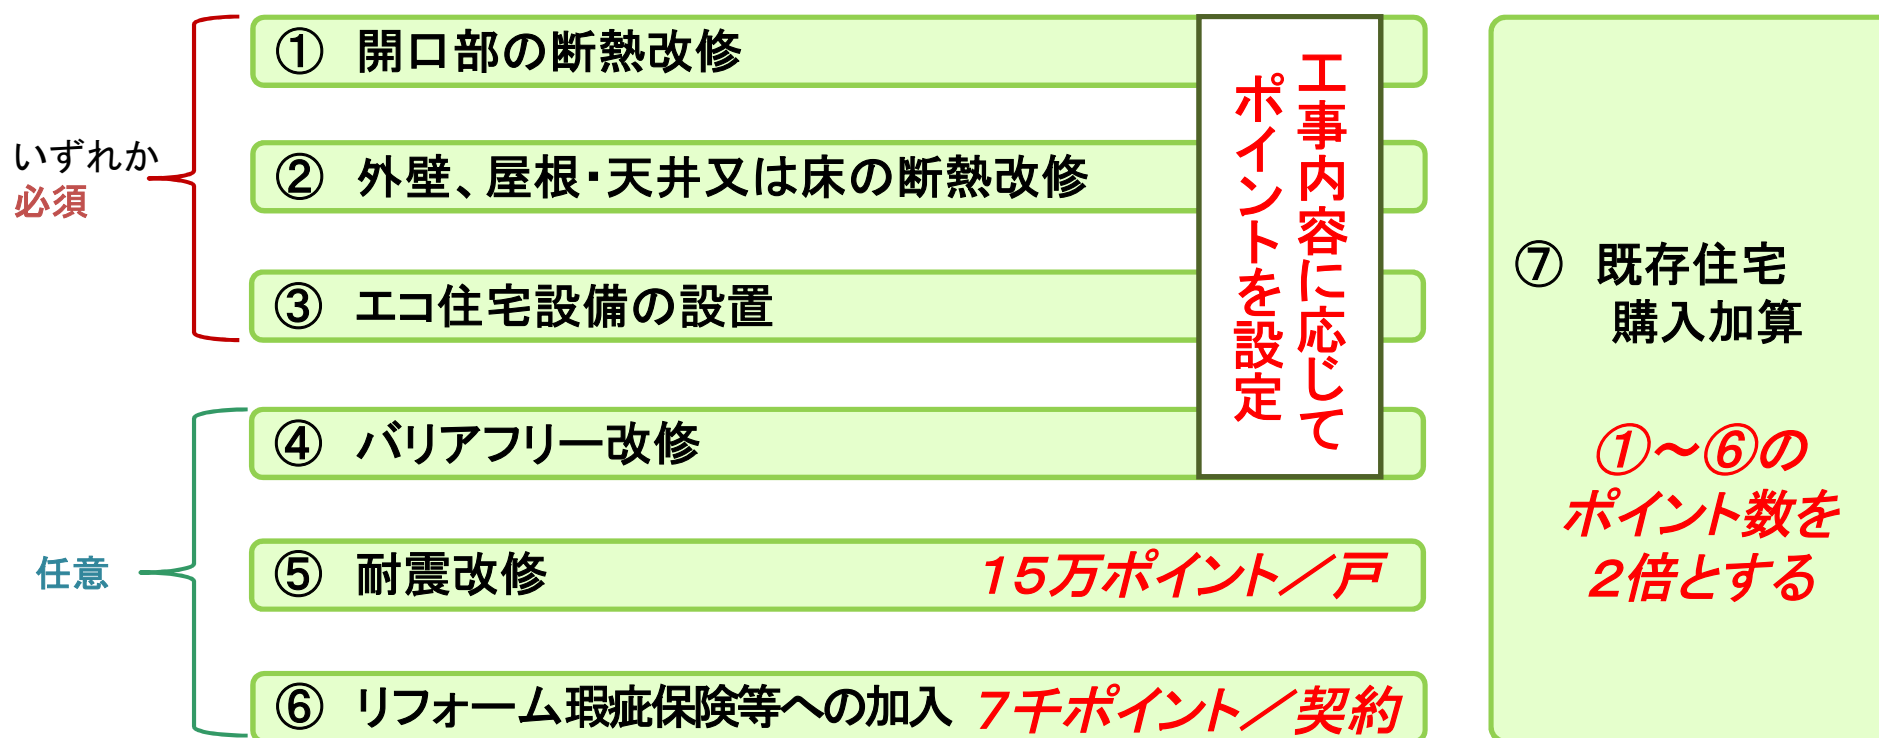 いずれか
必須
① 開口部の断熱改修
② 外壁、屋根・天井又は床の断熱改修
③ エコ住宅設備の設置
任意
④ バリアフリー改修
工事内容に応じて
ポイントを設定
⑤ 耐震改修 15万ポイント／戸
⑥ リフォーム瑕疵保険等への加入 7千ポイント／契約
⑦ 既存住宅
購入加算
①～⑥の
ポイント数を
2倍とする